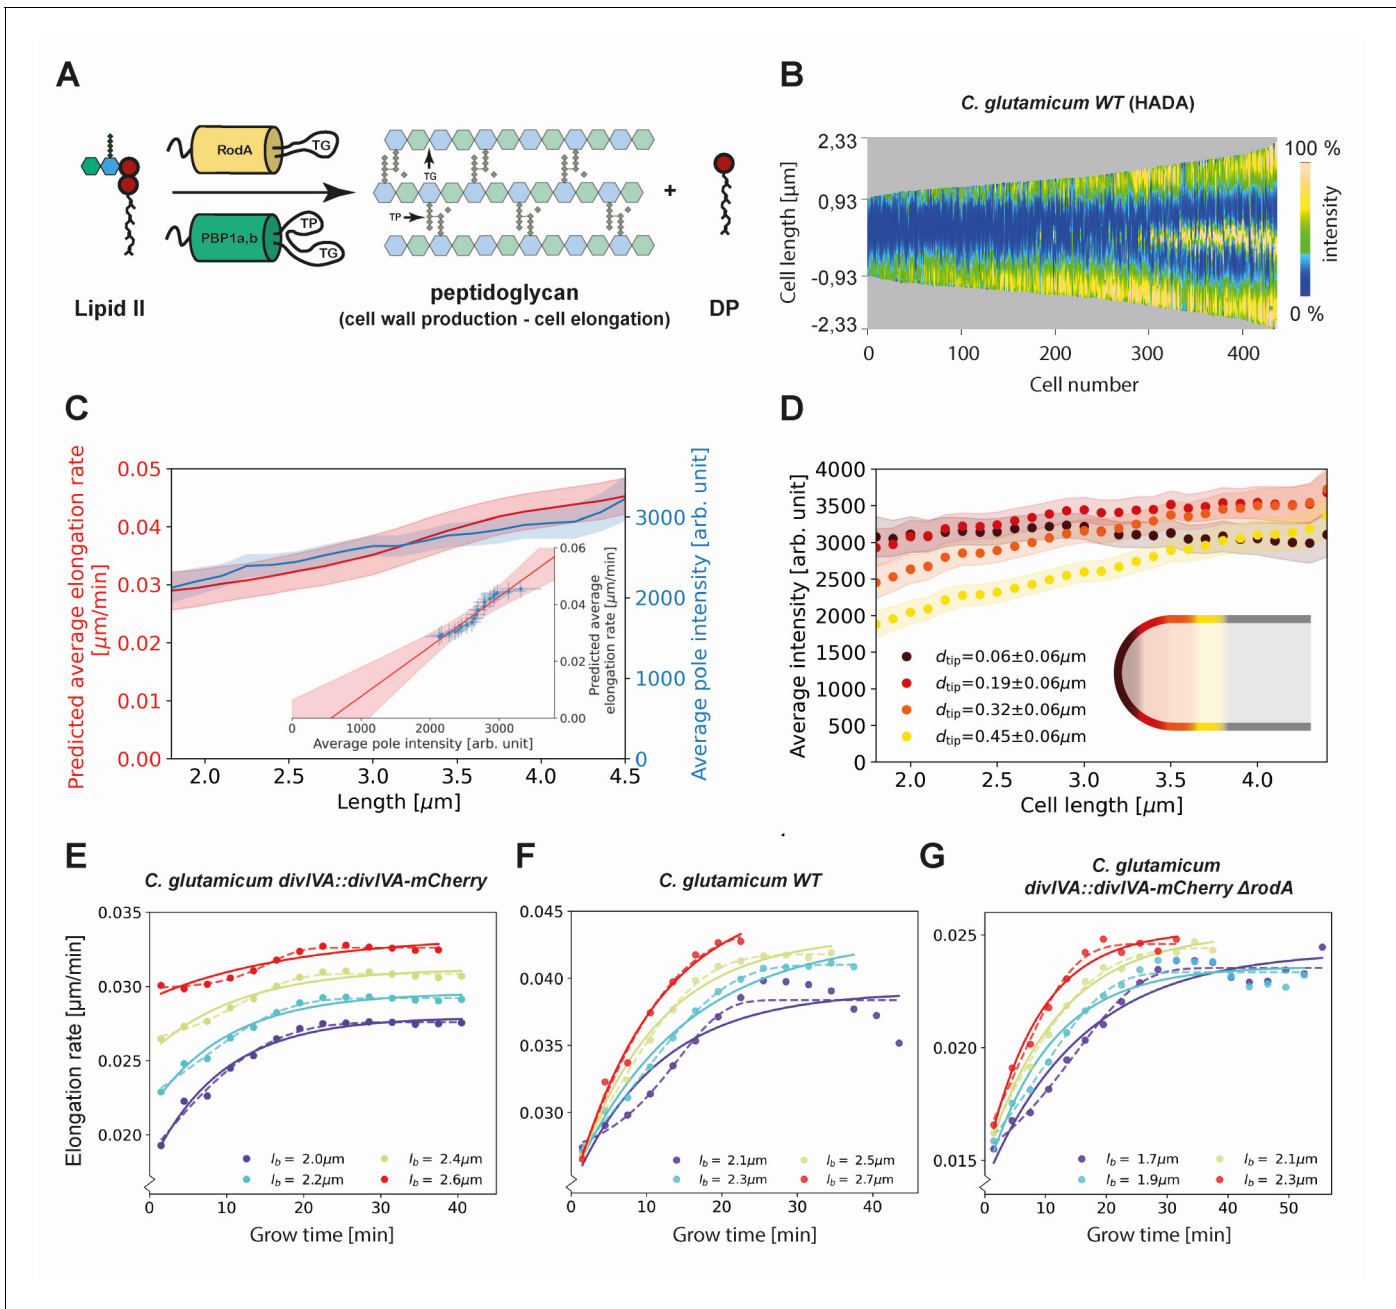 A
RodA
TG
PBP1a,b
TP
TG
Lipid II
TG
TP
+
peptidoglycan
(cell wall production - cell elongation)
DP
B
C. glutamicum WT (HADA)
Cell length [µm]
2,33
0,93
-0.93
-2,33
0
100
200
300
400
Cell number
100 %
intensity
0 %
C
Predicted average elongation rate
[µm/min]
0.05
0.04
0.03
0.02
0.01
0.00
2.0
2.5
3.0
3.5
4.0
4.5
Length [µm]
3000
2000
1000
0
Average pole intensity [arb. unit]
0.06
0.04
0.02
0.00
Predicted average
elongation rate [µm/min]
0
1000
2000
3000
Average pole intensity [arb. unit]
D
Average intensity [arb. unit]
4000
3500
3000
2500
2000
1500
1000
500
0
dtip=0.06±0.06µm
dtip=0.19±0.06µm
dtip=0.32±0.06µm
dtip=0.45±0.06µm
2.0
2.5
3.0
3.5
4.0
Cell length [µm]
E
C. glutamicum divIVA::divIVA-mCherry
Elongation rate [µm/min]
0.035
0.030
0.025
0.020
lb = 2.0µm
lb = 2.2µm
lb = 2.4µm
lb = 2.6µm
0
10
20
30
40
Grow time [min]
F
C. glutamicum WT
0.045
0.040
0.035
0.030
lb = 2.1µm
lb = 2.3µm
lb = 2.5µm
lb = 2.7µm
0
10
20
30
40
Grow time [min]
G
C. glutamicum
divIVA::divIVA-mCherry ΔrodA
0.025
0.020
0.015
lb = 1.7µm
lb = 1.9µm
lb = 2.1µm
lb = 2.3µm
0
10
20
30
40
50
Grow time [min]